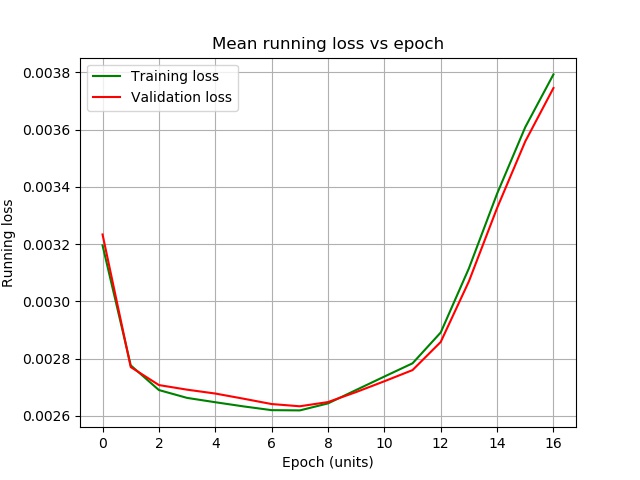 Mean running loss vs epoch
Training loss
Validation loss
0.0038
0.0036
0.0034
0.0032
0.0030
0.0028
0.0026
Running loss
0 2 4 6 8 10 12 14 16
Epoch (units)